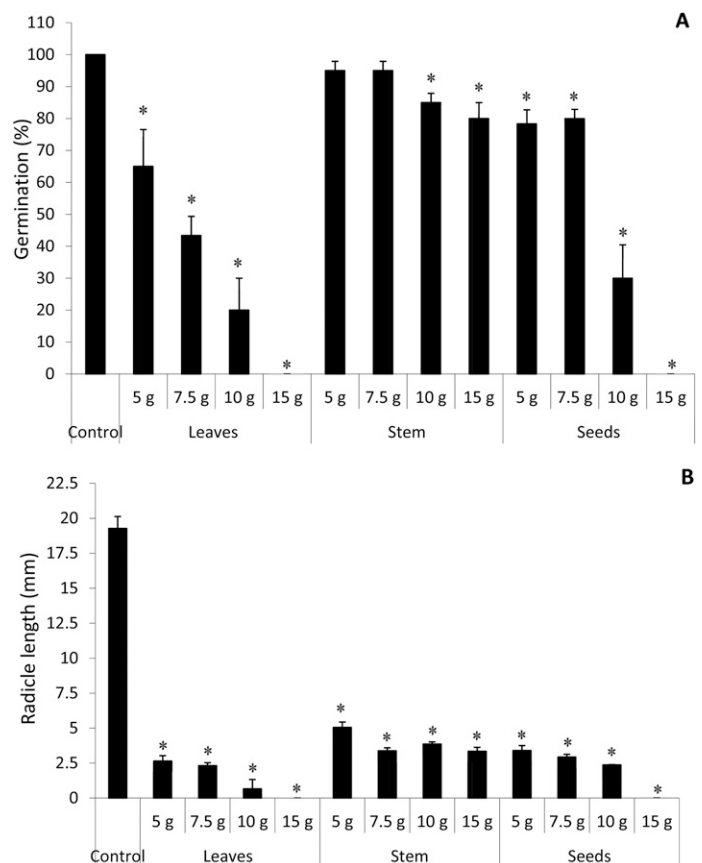 A
Germination (%)
110
100
90
80
70
60
50
40
30
20
10
0
* * * * * * * * * *
5 g 7.5 g 10 g 15 g 5 g 7.5 g 10 g 15 g 5 g 7.5 g 10 g 15 g
Control Leaves Stem Seeds
B
Radicle length (mm)
22.5
20
17.5
15
12.5
10
7.5
5
2.5
0
* * * * * * * * * * * *
5 g 7.5 g 10 g 15 g 5 g 7.5 g 10 g 15 g 5 g 7.5 g 10 g 15 g
Control Leaves Stem Seeds